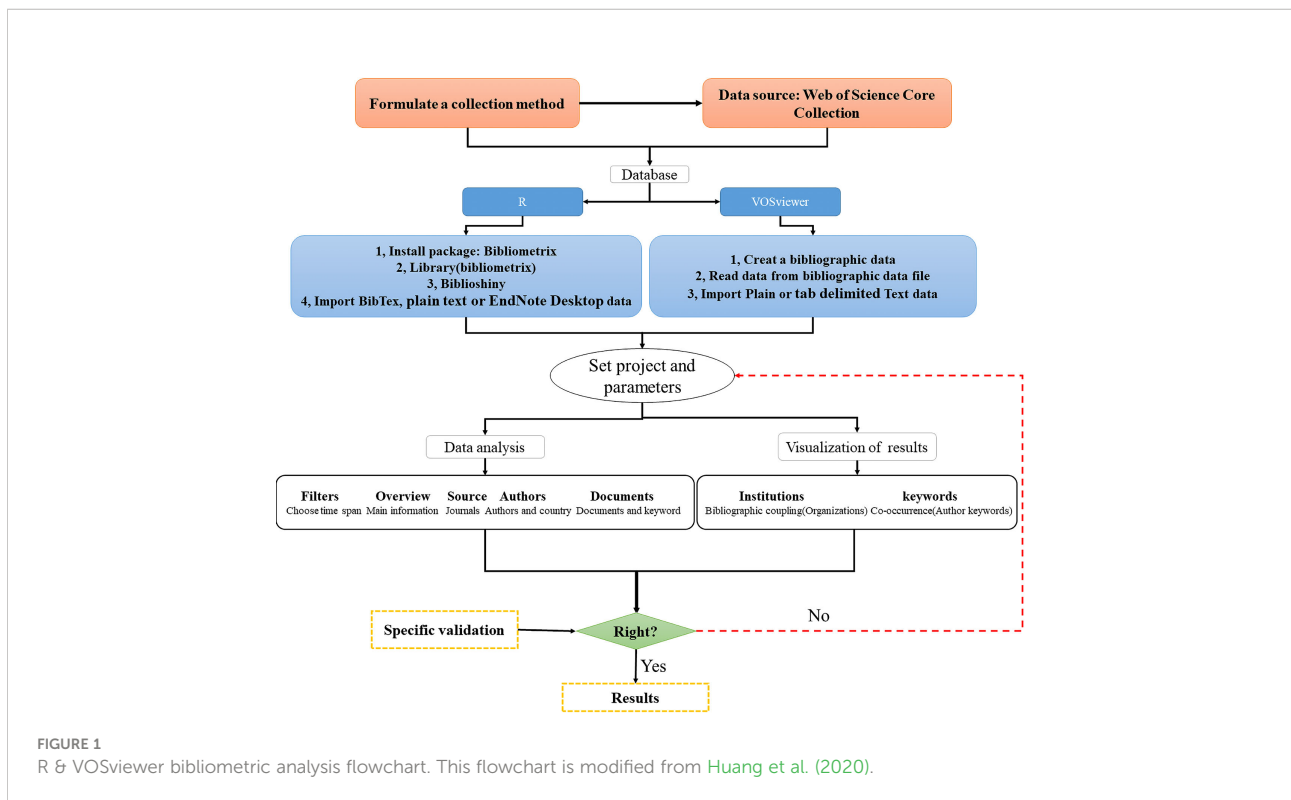 Formulate a collection method
Data source: Web of Science Core
Collection
Database
R
VOSviewer
1, Install package: Bibliometrix
2, Library(bibliometrix)
3, Biblioshiny
4, Import BibTex, plain text or EndNote Desktop data
1, Creat a bibliographic data
2, Read data from bibliographic data file
3, Import Plain or tab delimited Text data
Set project and
parameters
Data analysis
Visualization of results
Filters Overview Source Authors Documents
Choose time span Main information Journals Authors and country Documents and keyword
Institutions keywords
Bibliographic coupling(Organizations) Co-occurrence(Author keywords)
Specific validation
Right?
No
Yes
Results
FIGURE 1
R & VOSviewer bibliometric analysis flowchart. This flowchart is modified from Huang et al. (2020).